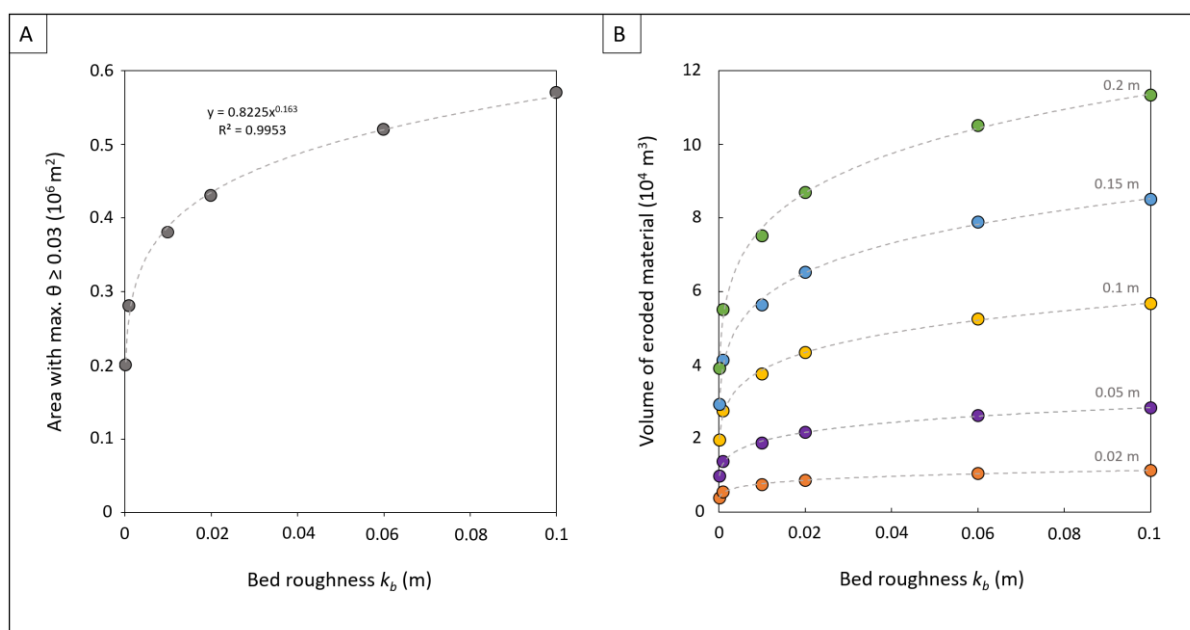 A
Area with max. θ ≥ 0.03 (10⁶ m²)
0.6
0.5
0.4
0.3
0.2
0.1
0
y = 0.8225x^0.163
R² = 0.9953
0
0.02
0.04
0.06
0.08
0.1
Bed roughness k_b (m)
B
Volume of eroded material (10⁴ m³)
12
10
8
6
4
2
0
0.2 m
0.15 m
0.1 m
0.05 m
0.02 m
0
0.02
0.04
0.06
0.08
0.1
Bed roughness k_b (m)